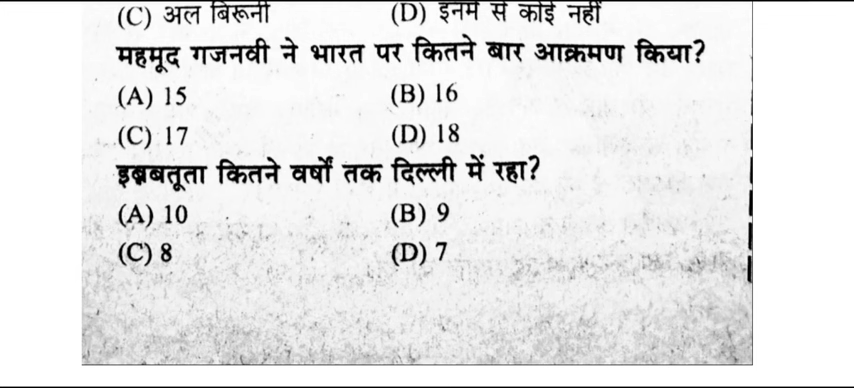 (C) अल बिरूनी (D) इनमें से कोई नहीं
महमूद गजनवी ने भारत पर कितने बार आक्रमण किया?
(A) 15 (B) 16
(C) 17 (D) 18
इब्नबतूता कितने वर्षों तक दिल्ली में रहा?
(A) 10 (B) 9
(C) 8 (D) 7